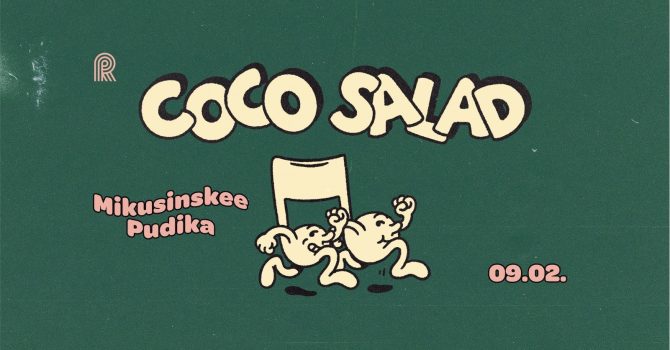 COCO SALAD
Mikusinskee
Pudika
09.02.